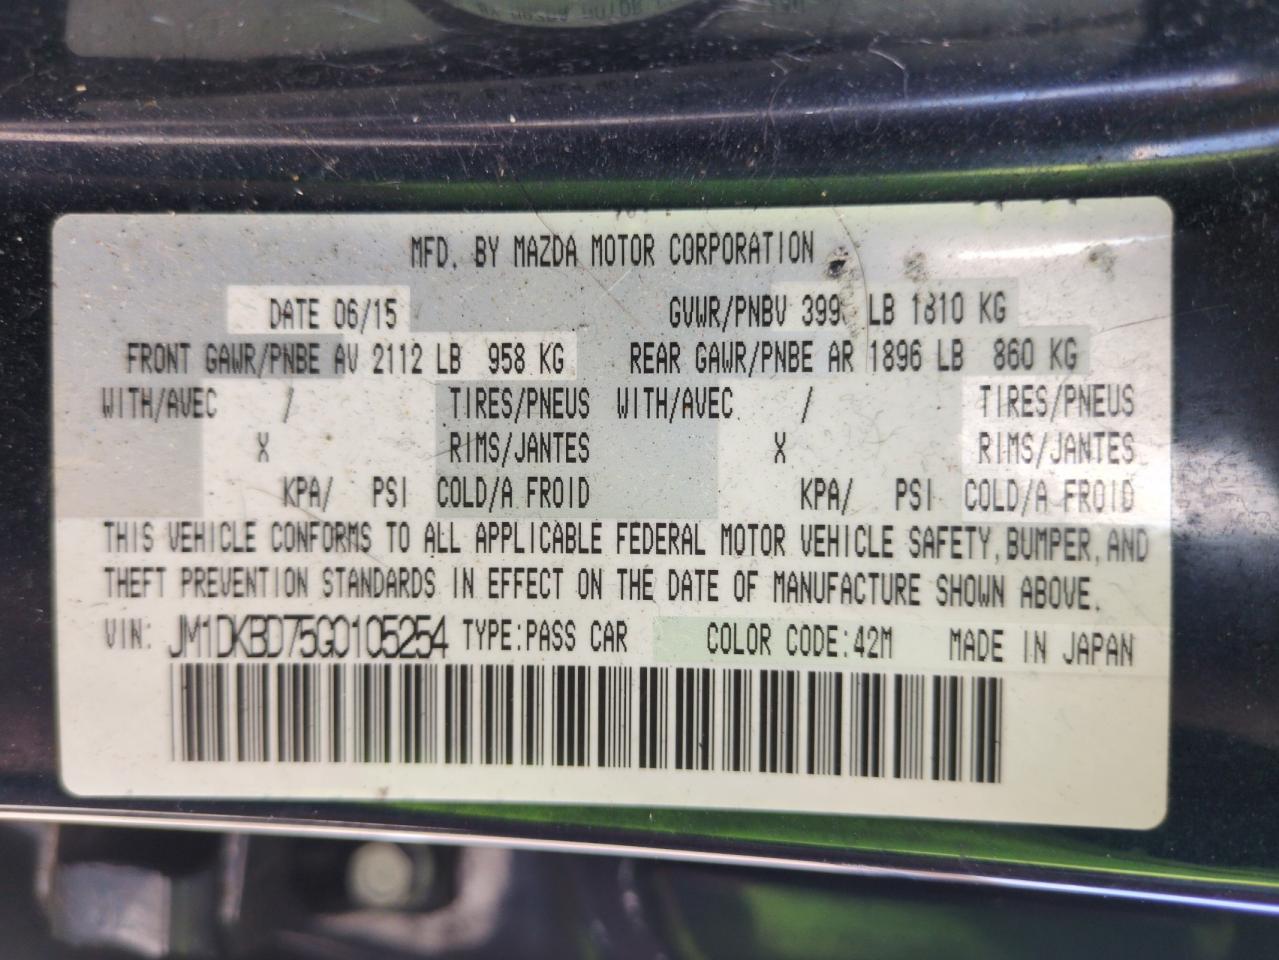 MFD. BY MAZDA MOTOR CORPORATION
DATE 06/15 GVWR/PNBV LB 1810 KG
FRONT GAWR/PNBE AV 2112 LB 958 KG REAR GAWR/PNBE AR 1896 LB 860 KG
WITH/AVEC / TIRES/PNEUS WITH/AVEC / TIRES/PNEUS
X RIMS/JANTES X RIMS/JANTES
KPA/ PSI COLD/A FROID KPA/ PSI COLD/A FROID
THIS VEHICLE CONFORMS TO ALL APPLICABLE FEDERAL MOTOR VEHICLE SAFETY, BUMPER, AND
THEFT PREVENTION STANDARDS IN EFFECT ON THE DATE OF MANUFACTURE SHOWN ABOVE.
VIN: JM1DKBD75G0105254 TYPE:PASS CAR COLOR CODE:42M MADE IN JAPAN